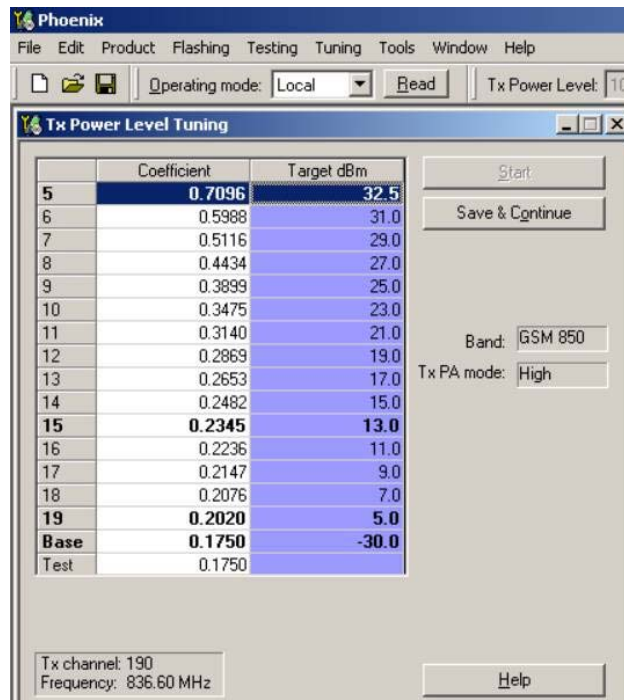 Phoenix
File Edit Product Flashing Testing Tuning Tools Window Help
Operating mode: Local Read Tx Power Level: 10
Tx Power Level Tuning
Coefficient Target dBm
5 0.7096 32.5
6 0.5988 31.0
7 0.5116 29.0
8 0.4434 27.0
9 0.3899 25.0
10 0.3475 23.0
11 0.3140 21.0
12 0.2869 19.0
13 0.2653 17.0
14 0.2482 15.0
15 0.2345 13.0
16 0.2236 11.0
17 0.2147 9.0
18 0.2076 7.0
19 0.2020 5.0
Base 0.1750 -30.0
Test 0.1750
Start
Save & Continue
Band: GSM 850
Tx PA mode: High
Tx channel: 190
Frequency: 836.60 MHz
Help